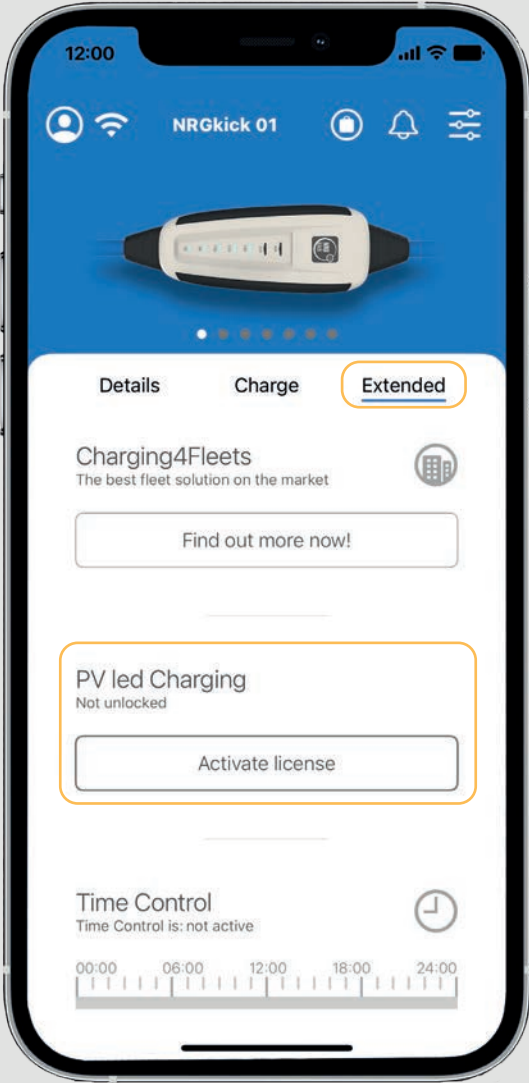 12:00
NRGkick 01
Details Charge Extended
Charging4Fleets
The best fleet solution on the market
Find out more now!
PV led Charging
Not unlocked
Activate license
Time Control
Time Control is: not active
00:00 06:00 12:00 18:00 24:00